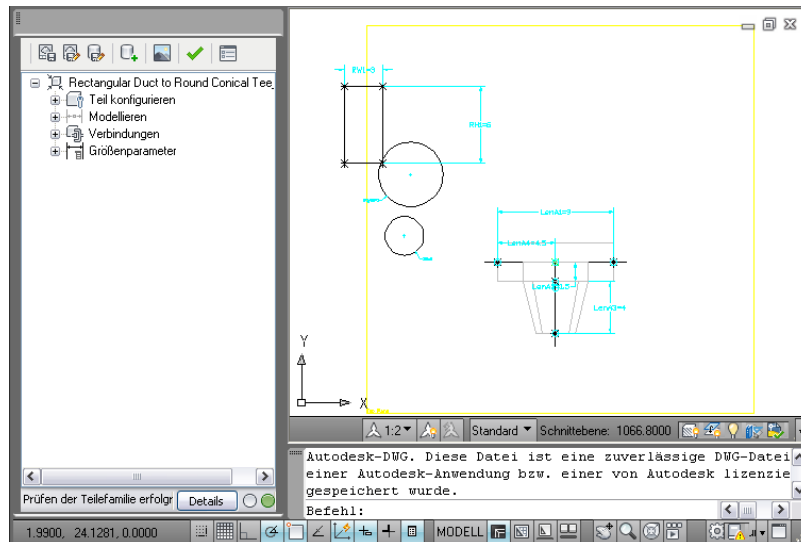 Rectangular Duct to Round Conical Tee_
Teil konfigurieren
Modellieren
Verbindungen
Größenparameter
Prüfen der Teilefamilie erfolgr
Details
LenA1=9
LenA4=4.5
LenA3=4
Y
X
1:2
Standard
Schnittebene: 1066.8000
Autodesk-DWG. Diese Datei ist eine zuverlässige DWG-Datei
einer Autodesk-Anwendung bzw. einer von Autodesk lizenzie
gespeichert wurde.
Befehl:
1.9900, 24.1281, 0.0000
MODELL